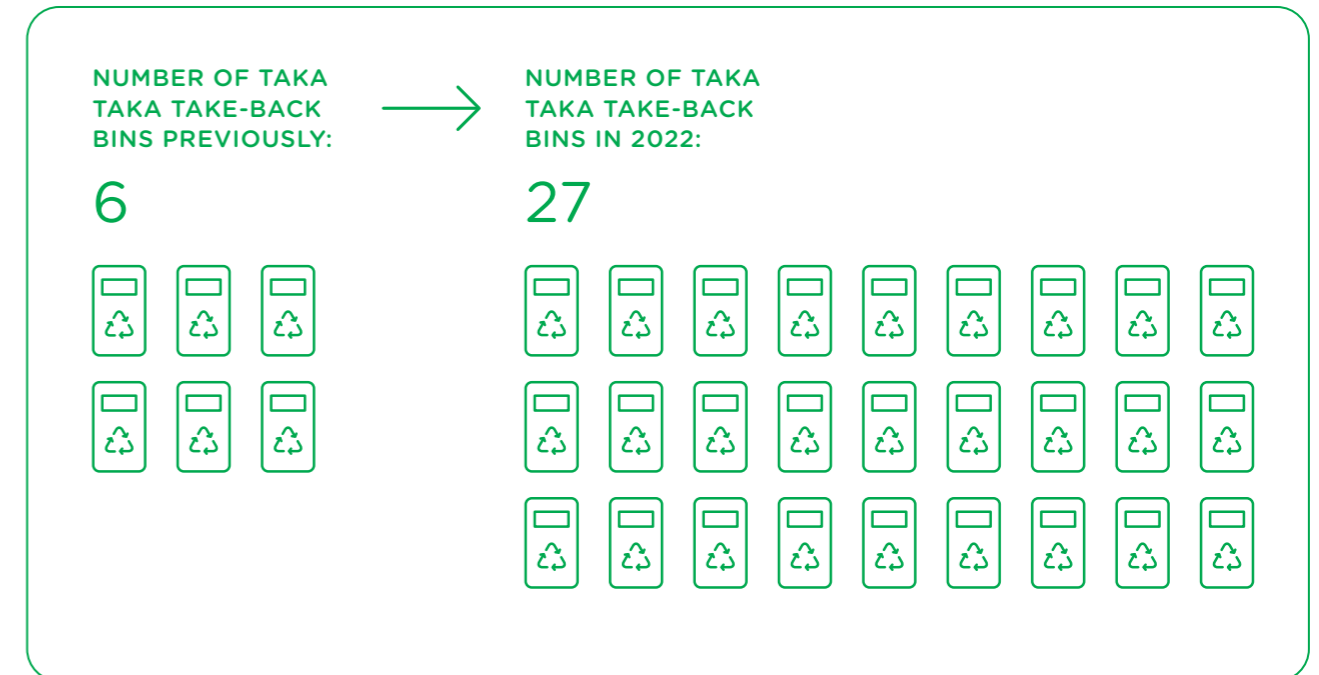 NUMBER OF TAKA
TAKA TAKE-BACK
BINS PREVIOUSLY:
6
NUMBER OF TAKA
TAKA TAKE-BACK
BINS IN 2022:
27